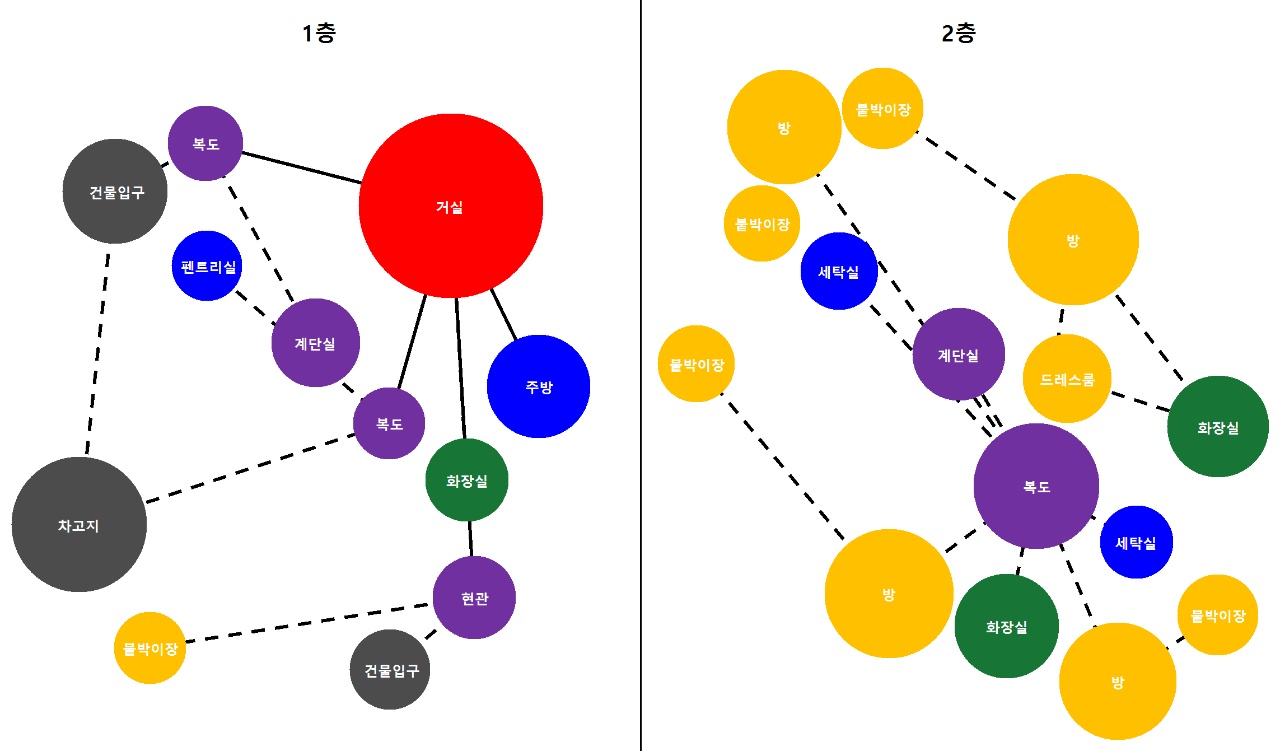 1층
복도
건물입구
거실
펜트리실
계단실
주방
복도
화장실
차고지
현관
붙박이장
건물입구
2층
방
붙박이장
붙박이장
방
세탁실
계단실
붙박이장
드레스룸
화장실
복도
세탁실
방
화장실
붙박이장
방